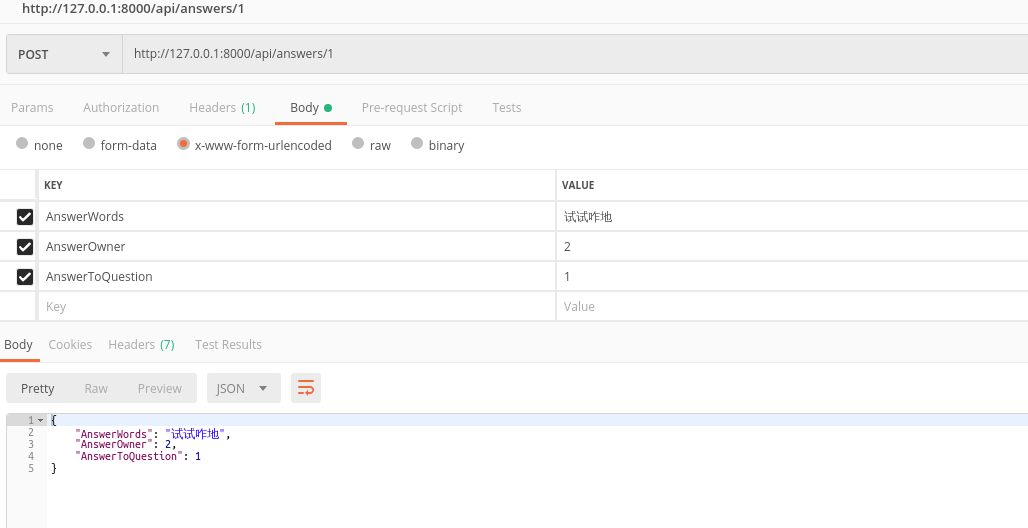 http://127.0.0.1:8000/api/answers/1
POST http://127.0.0.1:8000/api/answers/1
Params Authorization Headers (1) Body Pre-request Script Tests
none form-data x-www-form-urlencoded raw binary
KEY VALUE
AnswerWords 试试咋地
AnswerOwner 2
AnswerToQuestion 1
Key Value
Body Cookies Headers (7) Test Results
Pretty Raw Preview JSON
1 {
2 "AnswerWords": "试试咋地",
3 "AnswerOwner": 2,
4 "AnswerToQuestion": 1
5 }